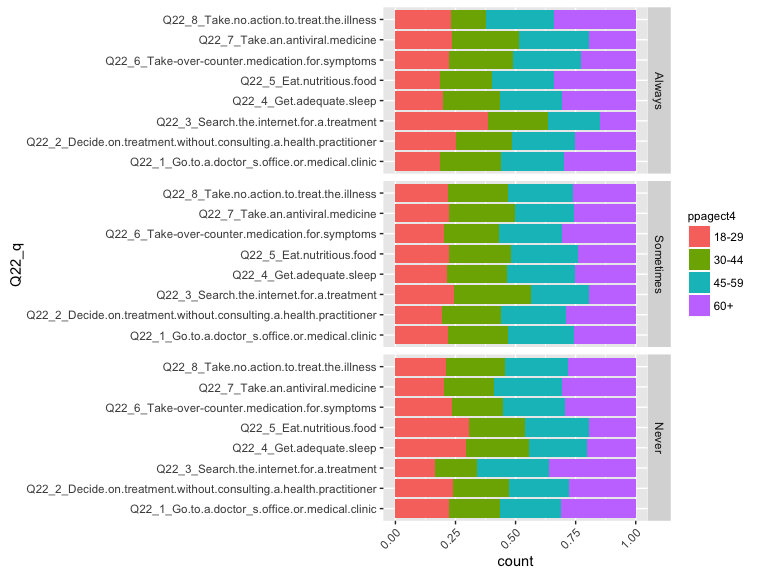 Q22_q
Q22_8_Take.no.action.to.treat.the.illness
Q22_7_Take.an.antiviral.medicine
Q22_6_Take-over-counter.medication.for.symptoms
Q22_5_Eat.nutritious.food
Q22_4_Get.adequate.sleep
Q22_3_Search.the.internet.for.a.treatment
Q22_2_Decide.on.treatment.without.consulting.a.health.practitioner
Q22_1_Go.to.a.doctor_s.office.or.medical.clinic
Always
Q22_8_Take.no.action.to.treat.the.illness
Q22_7_Take.an.antiviral.medicine
Q22_6_Take-over-counter.medication.for.symptoms
Q22_5_Eat.nutritious.food
Q22_4_Get.adequate.sleep
Q22_3_Search.the.internet.for.a.treatment
Q22_2_Decide.on.treatment.without.consulting.a.health.practitioner
Q22_1_Go.to.a.doctor_s.office.or.medical.clinic
Sometimes
Q22_8_Take.no.action.to.treat.the.illness
Q22_7_Take.an.antiviral.medicine
Q22_6_Take-over-counter.medication.for.symptoms
Q22_5_Eat.nutritious.food
Q22_4_Get.adequate.sleep
Q22_3_Search.the.internet.for.a.treatment
Q22_2_Decide.on.treatment.without.consulting.a.health.practitioner
Q22_1_Go.to.a.doctor_s.office.or.medical.clinic
Never
0.00
0.25
0.50
0.75
1.00
count
ppagect4
18-29
30-44
45-59
60+